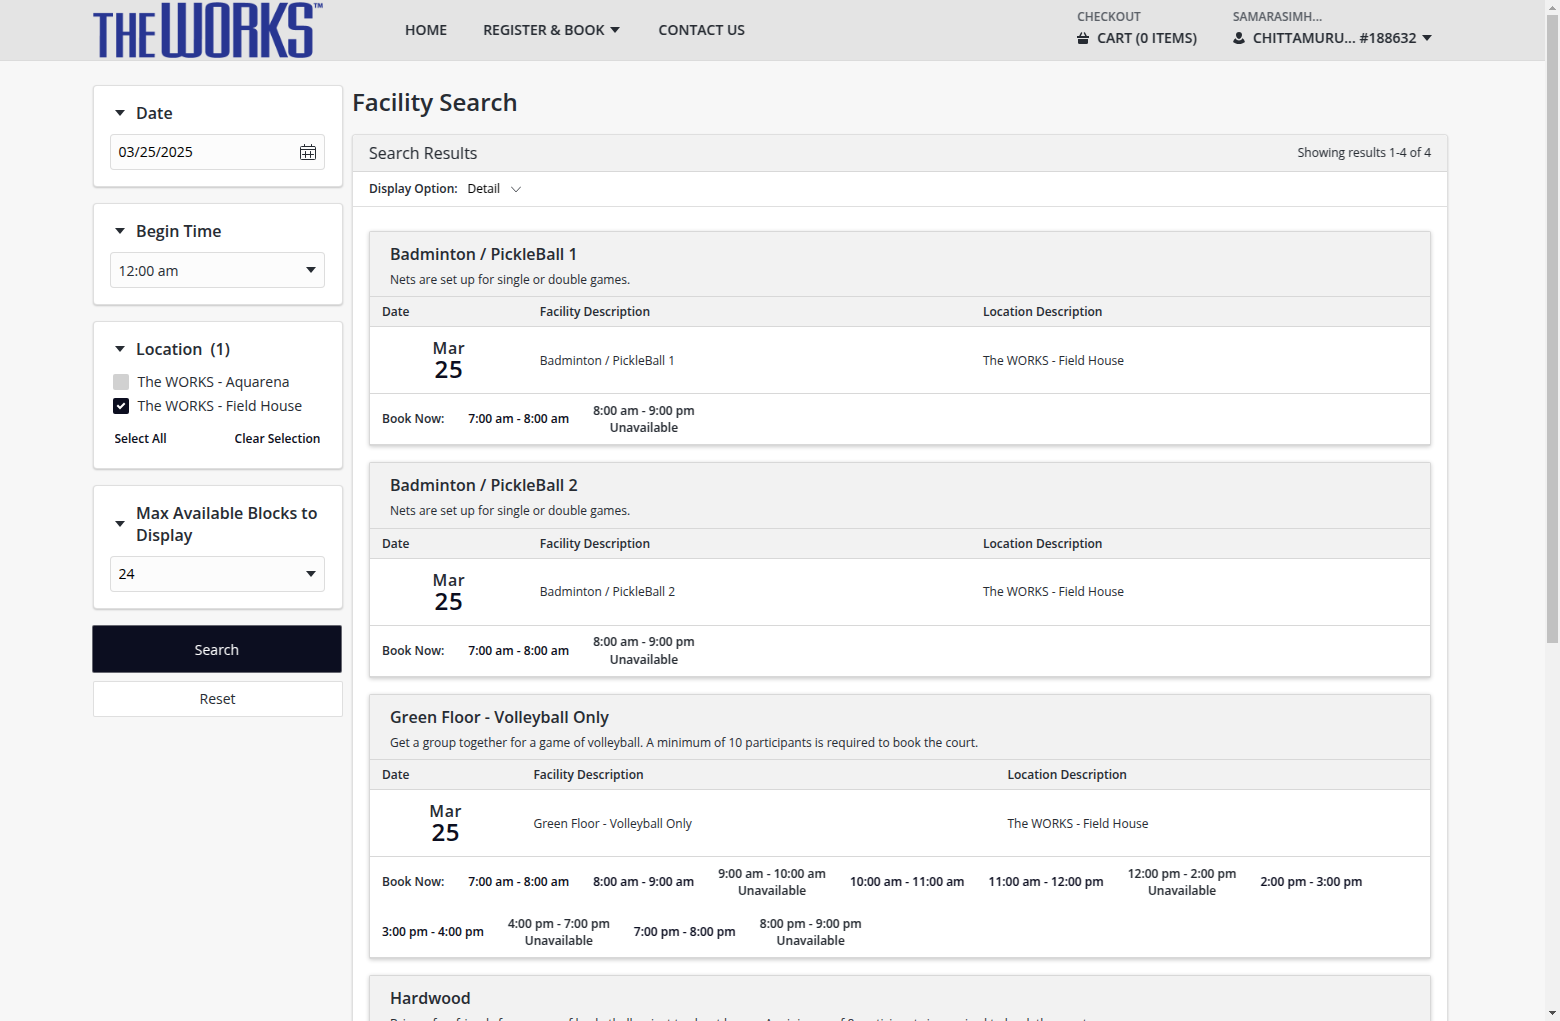 THE WORKS™
HOME
REGISTER & BOOK
CONTACT US
CHECKOUT
CART (0 ITEMS)
SAMARASIMH...
CHITTAMURU... #188632
Date
03/25/2025
Begin Time
12:00 am
Location (1)
The WORKS - Aquarena
The WORKS - Field House
Select All
Clear Selection
Max Available Blocks to
Display
24
Search
Reset
Facility Search
Search Results
Showing results 1-4 of 4
Display Option: Detail
Badminton / PickleBall 1
Nets are set up for single or double games.
Date
Facility Description
Location Description
Mar
25
Badminton / PickleBall 1
The WORKS - Field House
Book Now:
7:00 am - 8:00 am
8:00 am - 9:00 pm
Unavailable
Badminton / PickleBall 2
Nets are set up for single or double games.
Date
Facility Description
Location Description
Mar
25
Badminton / PickleBall 2
The WORKS - Field House
Book Now:
7:00 am - 8:00 am
8:00 am - 9:00 pm
Unavailable
Green Floor - Volleyball Only
Get a group together for a game of volleyball. A minimum of 10 participants is required to book the court.
Date
Facility Description
Location Description
Mar
25
Green Floor - Volleyball Only
The WORKS - Field House
Book Now:
7:00 am - 8:00 am
8:00 am - 9:00 am
9:00 am - 10:00 am
Unavailable
10:00 am - 11:00 am
11:00 am - 12:00 pm
12:00 pm - 2:00 pm
Unavailable
2:00 pm - 3:00 pm
3:00 pm - 4:00 pm
4:00 pm - 7:00 pm
Unavailable
7:00 pm - 8:00 pm
8:00 pm - 9:00 pm
Unavailable
Hardwood